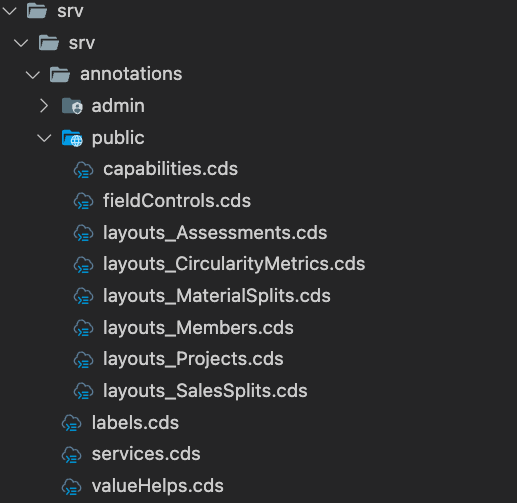 srv
srv
annotations
admin
public
capabilities.cds
fieldControls.cds
layouts_Assessments.cds
layouts_CircularityMetrics.cds
layouts_MaterialSplits.cds
layouts_Members.cds
layouts_Projects.cds
layouts_SalesSplits.cds
labels.cds
services.cds
valueHelps.cds